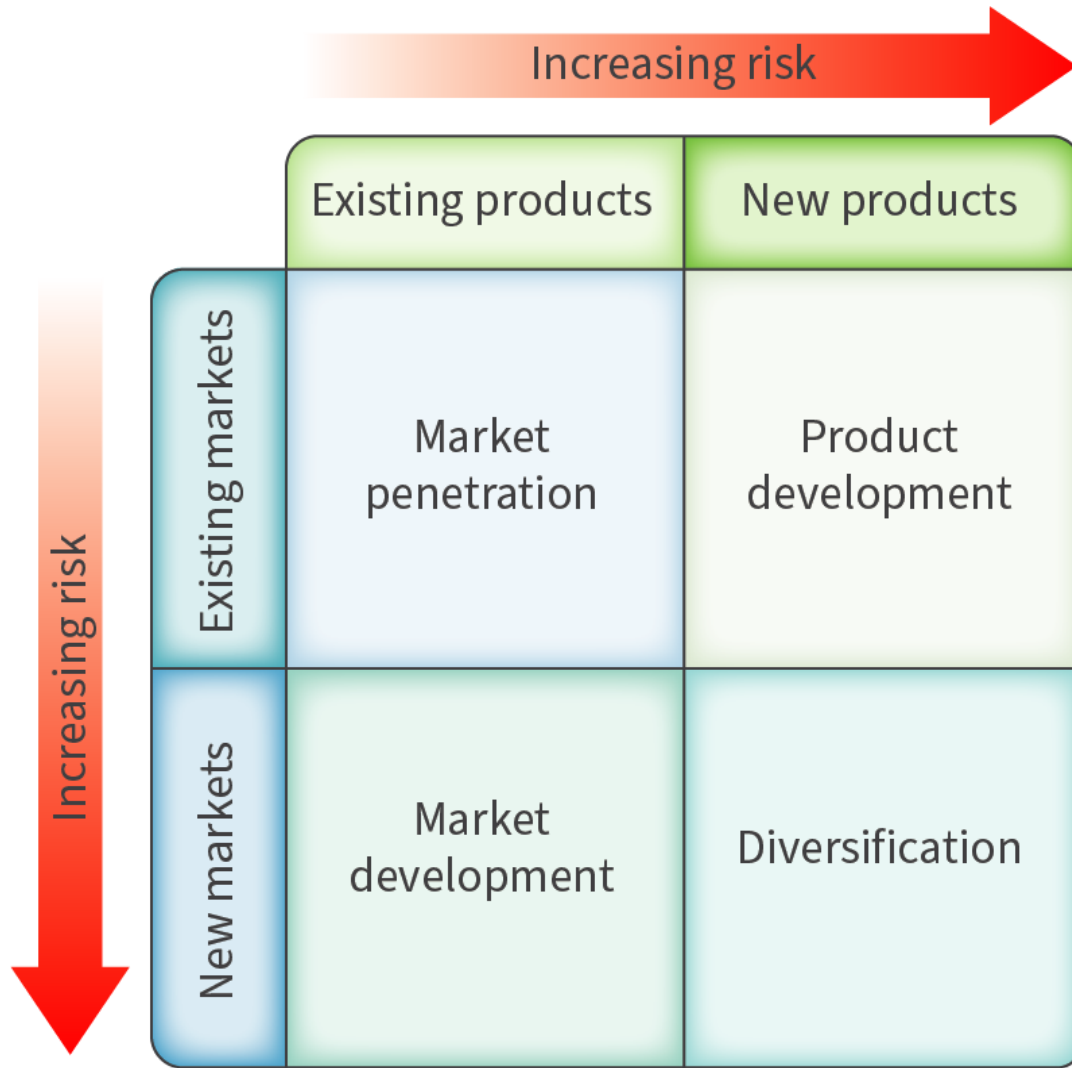 Increasing risk
Existing products
New products
Increasing risk
Existing markets
Market
penetration
Product
development
New markets
Market
development
Diversification